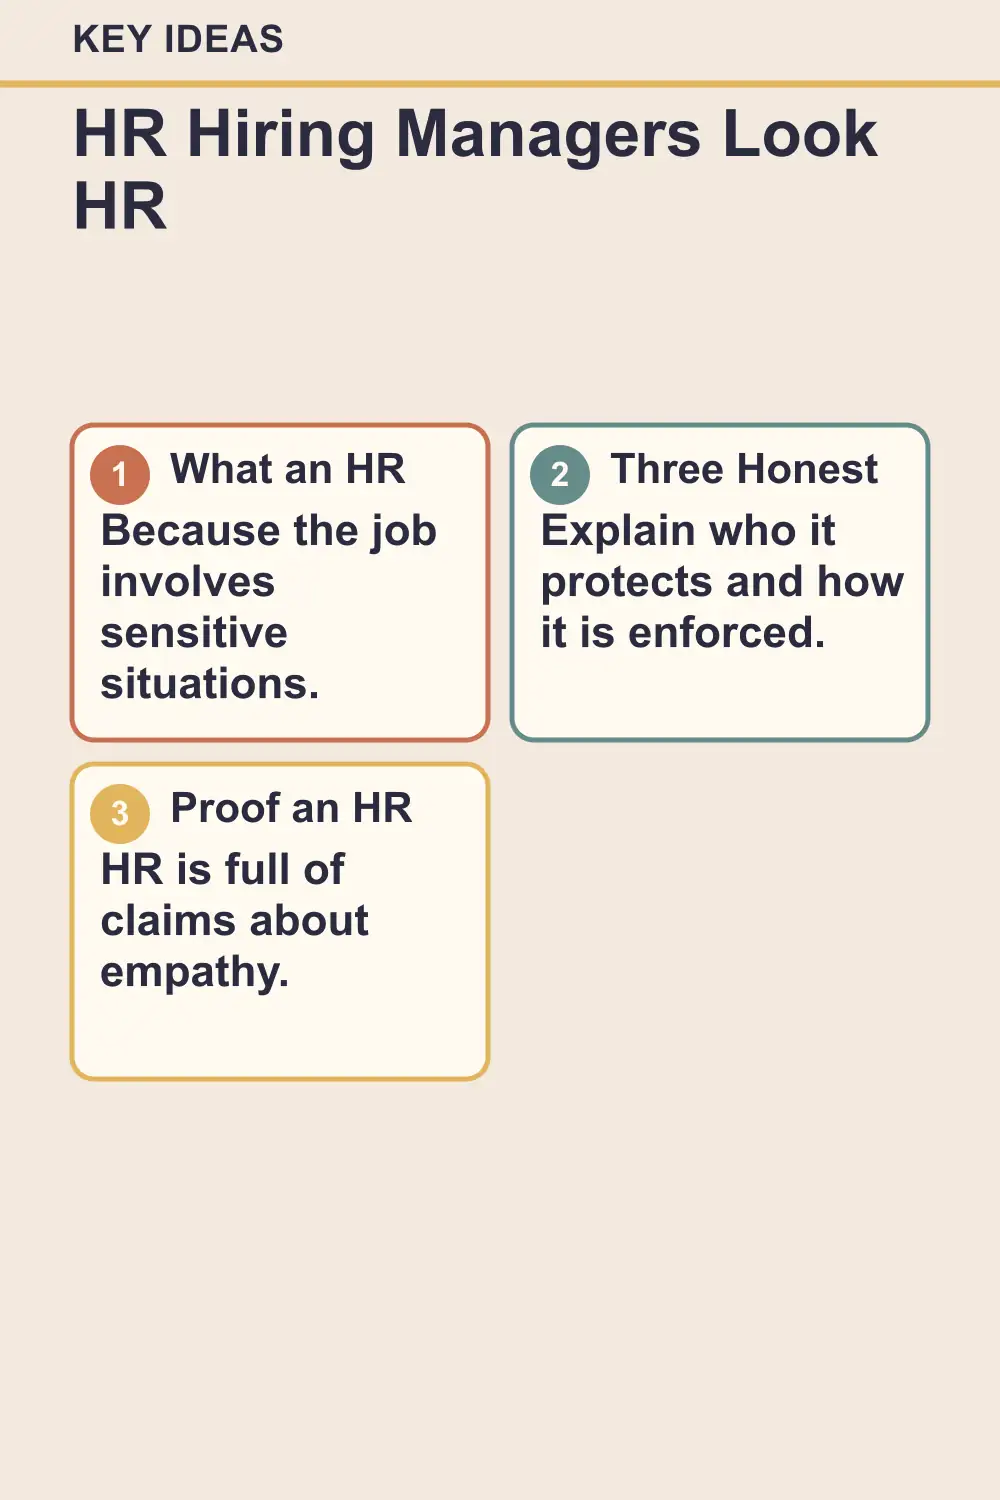 KEY IDEAS
HR Hiring Managers Look
HR
1 What an HR
Because the job
involves
sensitive
situations.
2 Three Honest
Explain who it
protects and how
it is enforced.
3 Proof an HR
HR is full of
claims about
empathy.